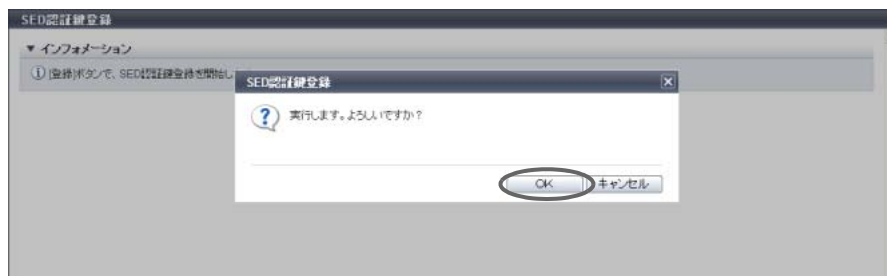 SED認証鍵登録
▼ インフォメーション
[登録]ボタンで、SED認証鍵登録を開始し
SED認証鍵登録
実行します。よろしいですか?
OK キャンセル